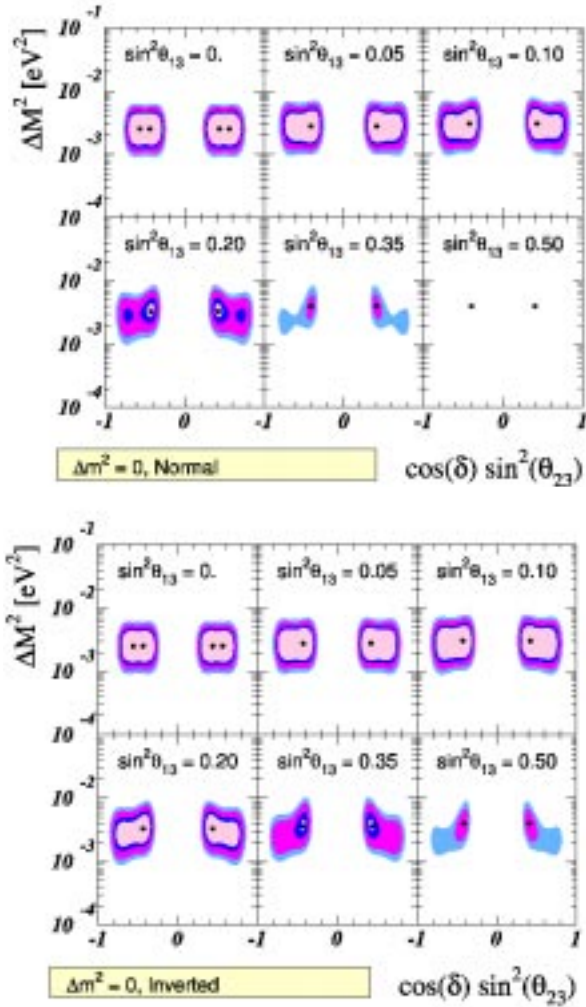 10⁻¹
ΔM² [eV²]
sin²θ₁₃ = 0. sin²θ₁₃ = 0.05 sin²θ₁₃ = 0.10
10⁻²
10⁻³
10⁻⁴
sin²θ₁₃ = 0.20 sin²θ₁₃ = 0.35 sin²θ₁₃ = 0.50
10⁻²
10⁻³
10⁻⁴
-1 0 -1 0 -1 0 1
Δm² = 0, Normal
cos(δ) sin²(θ₂₃)
10⁻¹
ΔM² [eV²]
sin²θ₁₃ = 0. sin²θ₁₃ = 0.05 sin²θ₁₃ = 0.10
10⁻²
10⁻³
10⁻⁴
sin²θ₁₃ = 0.20 sin²θ₁₃ = 0.35 sin²θ₁₃ = 0.50
10⁻²
10⁻³
10⁻⁴
-1 0 -1 0 -1 0 1
Δm² = 0, Inverted
cos(δ) sin²(θ₂₃)